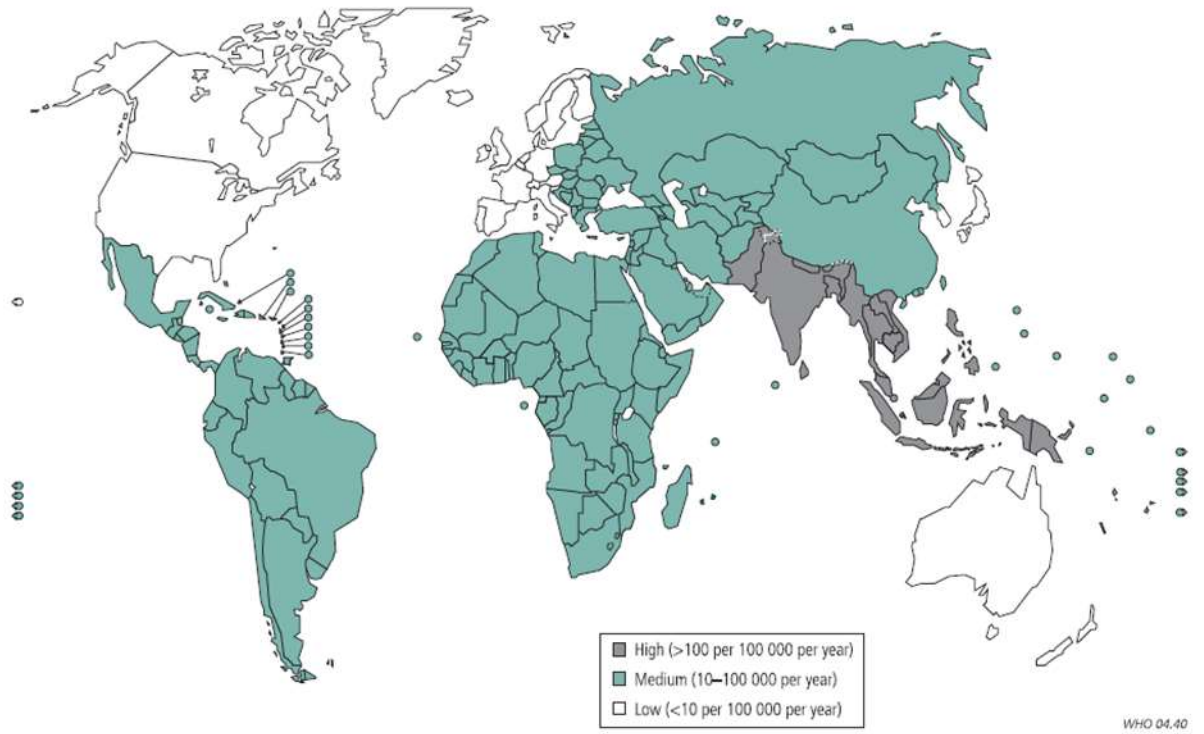 High (>100 per 100 000 per year)
Medium (10–100 000 per year)
Low (<10 per 100 000 per year)
WHO 04.40